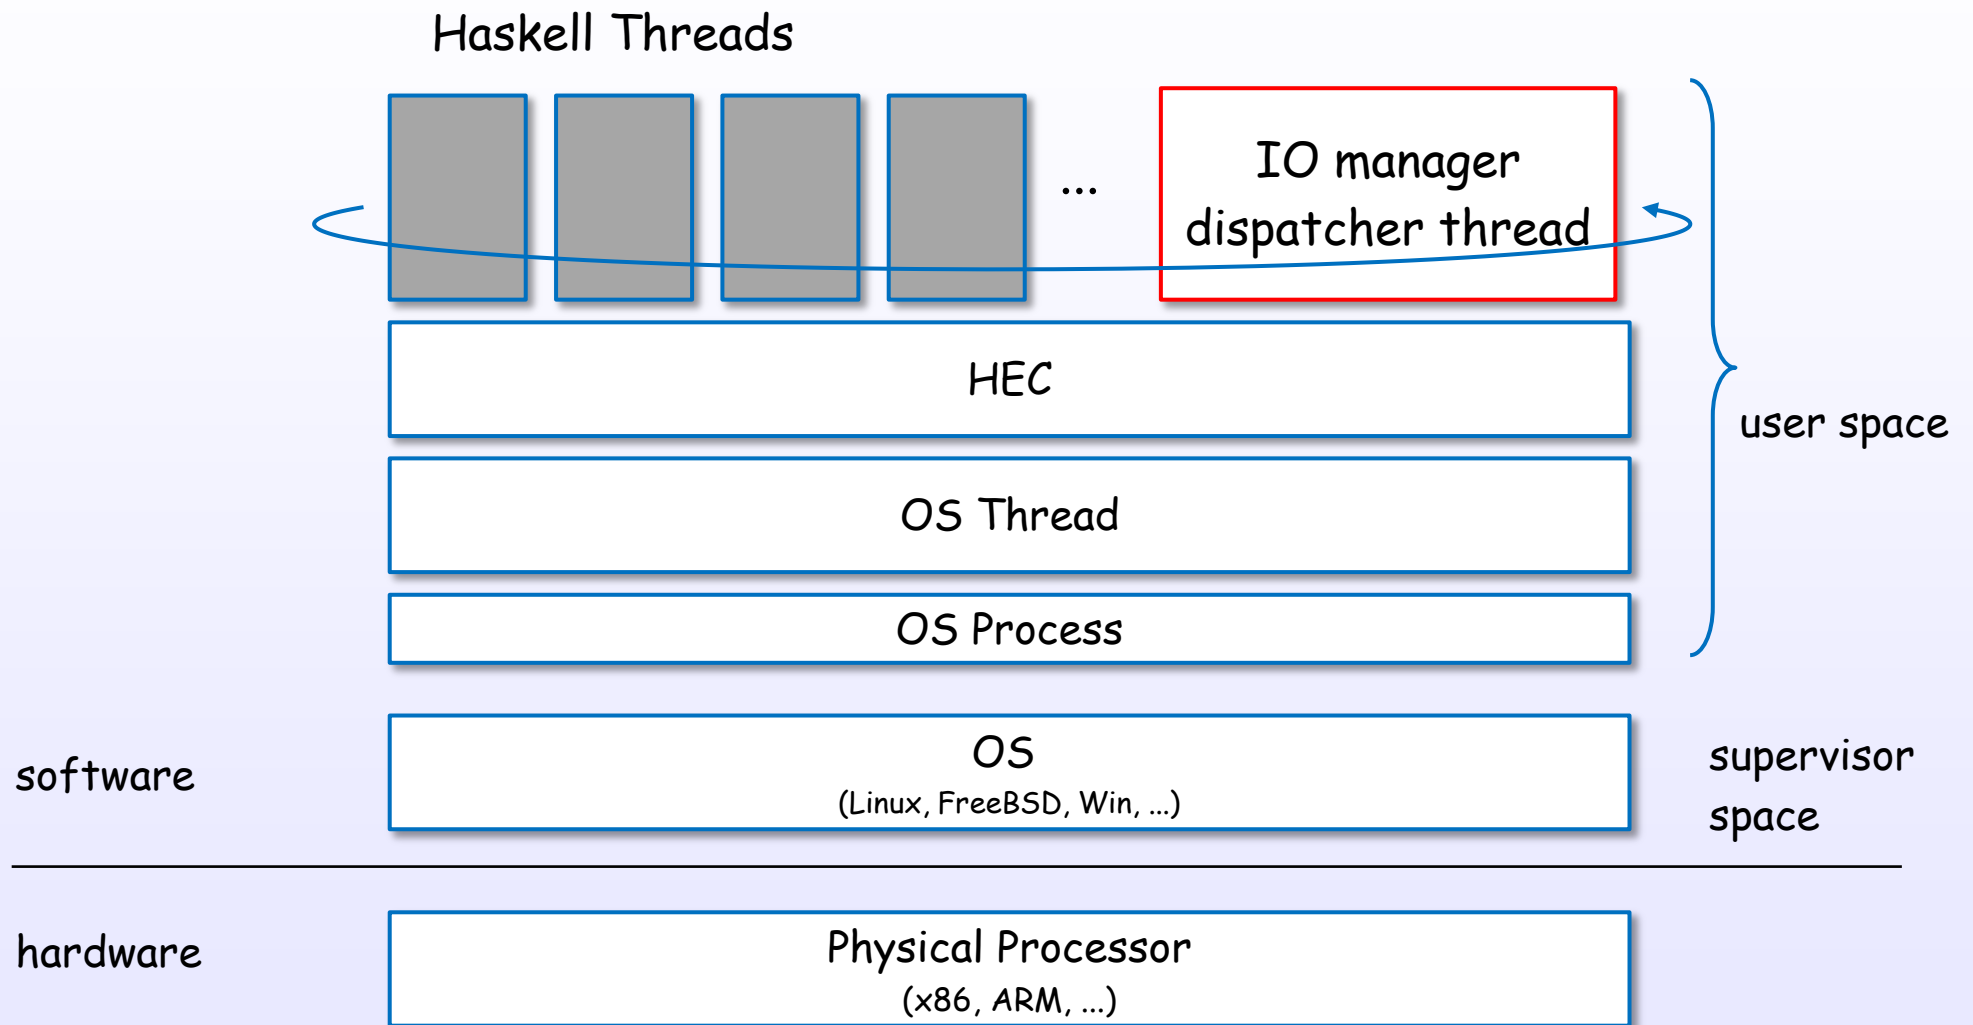 Haskell Threads
...
IO manager
dispatcher thread
HEC
user space
OS Thread
OS Process
software
OS
(Linux, FreeBSD, Win, ...)
supervisor
space
hardware
Physical Processor
(x86, ARM, ...)